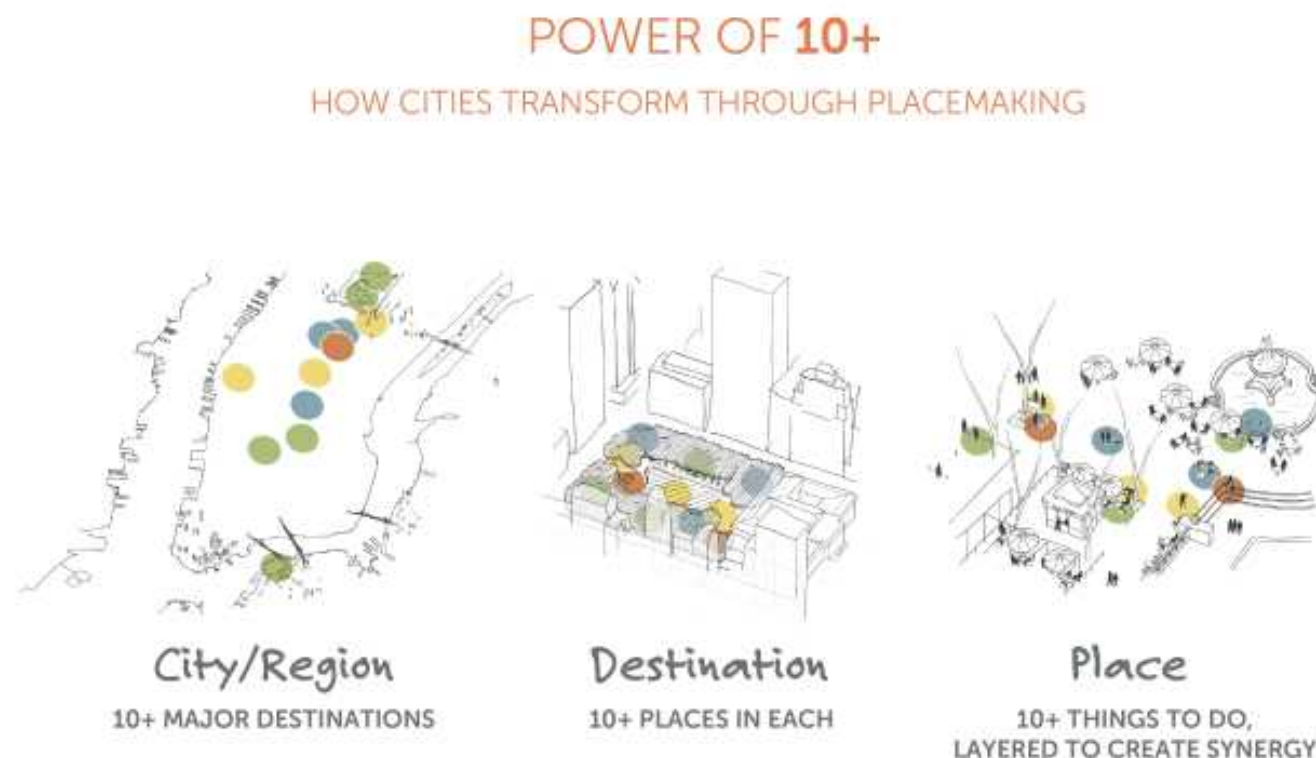 POWER OF 10+
HOW CITIES TRANSFORM THROUGH PLACEMAKING
City/Region
10+ MAJOR DESTINATIONS
Destination
10+ PLACES IN EACH
Place
10+ THINGS TO DO,
LAYERED TO CREATE SYNERGY